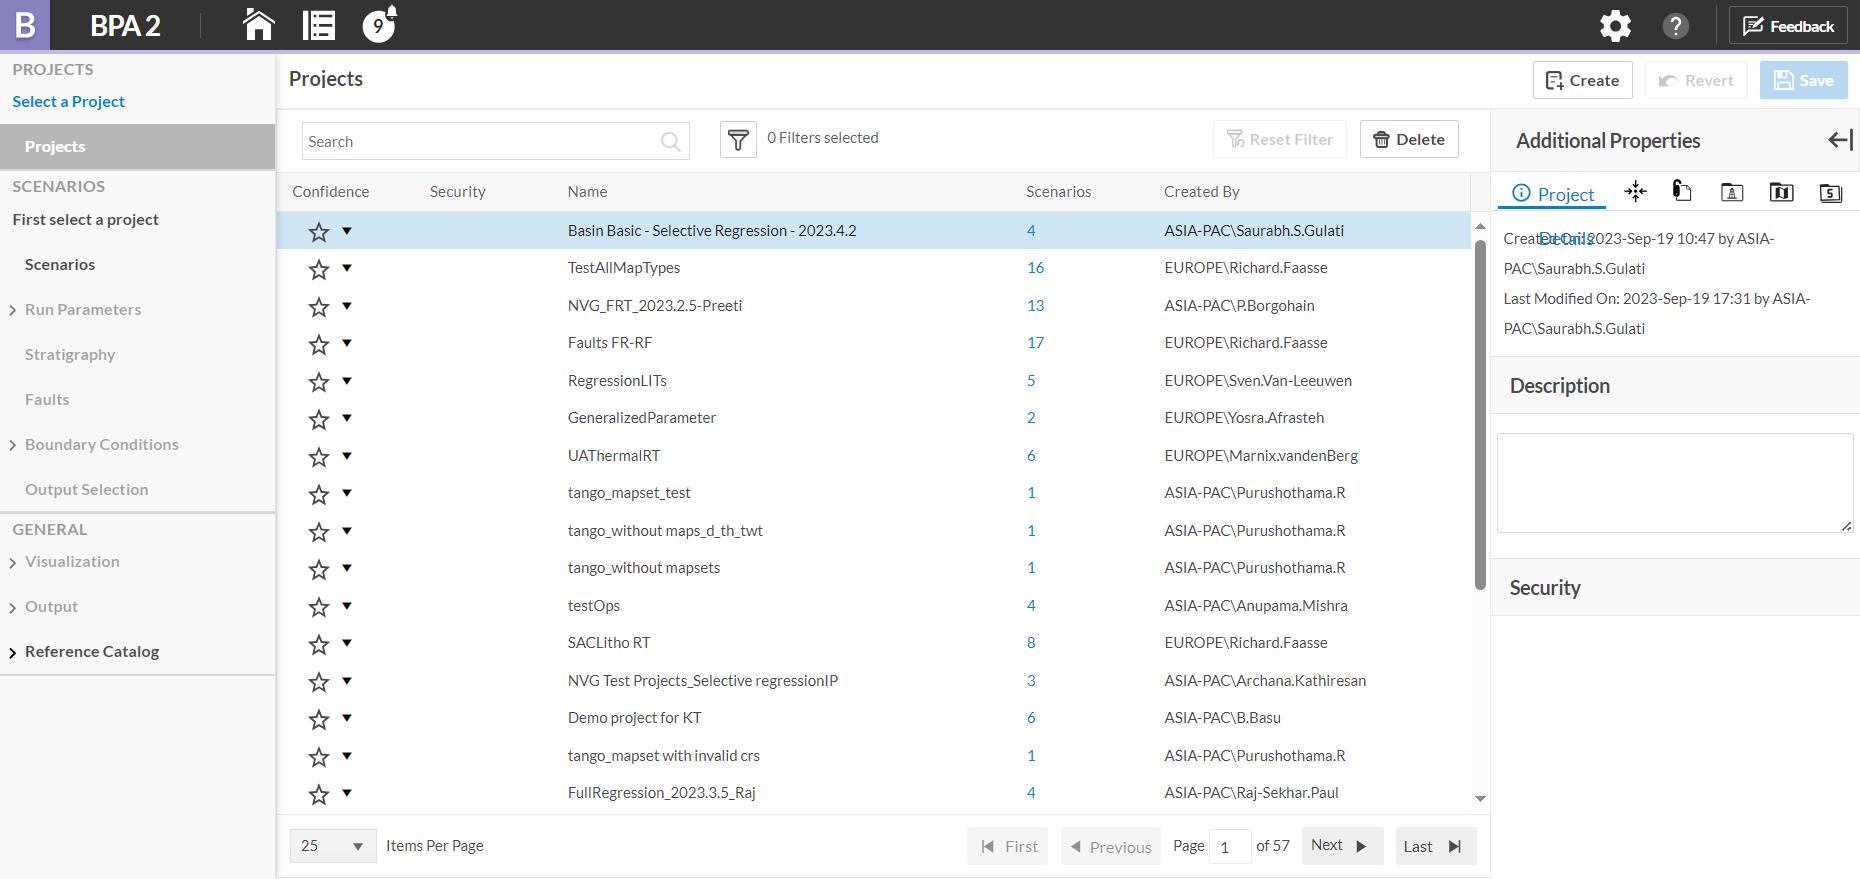 B BPA 2 9 ? Feedback
PROJECTS
Select a Project
Projects
SCENARIOS
First select a project
Scenarios
Run Parameters
Stratigraphy
Faults
Boundary Conditions
Output Selection
GENERAL
Visualization
Output
Reference Catalog
Projects
Create Revert Save
Search 0 Filters selected Reset Filter Delete
Confidence Security Name Scenarios Created By
Basin Basic - Selective Regression - 2023.4.2 4 ASIA-PAC\Saurabh.S.Gulati
TestAllMapTypes 16 EUROPE\Richard.Faasse
NVG_FRT_2023.2.5-Preeti 13 ASIA-PAC\P.Borgohain
Faults FR-RF 17 EUROPE\Richard.Faasse
RegressionLITs 5 EUROPE\Sven.Van-Leeuwen
GeneralizedParameter 2 EUROPE\Yosra.Afrasteh
UAThermalRT 6 EUROPE\Marnix.vandenBerg
tango_mapset_test 1 ASIA-PAC\Purushothama.R
tango_without maps_d_th_twt 1 ASIA-PAC\Purushothama.R
tango_without mapsets 1 ASIA-PAC\Purushothama.R
testOps 4 ASIA-PAC\Anupama.Mishra
SACLitho RT 8 EUROPE\Richard.Faasse
NVG Test Projects_Selective regressionIP 3 ASIA-PAC\Archana.Kathiresan
Demo project for KT 6 ASIA-PAC\B.Basu
tango_mapset with invalid crs 1 ASIA-PAC\Purushothama.R
FullRegression_2023.3.5_Raj 4 ASIA-PAC\Raj-Sekhar.Paul
25 Items Per Page First Previous Page 1 of 57 Next Last
Additional Properties
Project Details
Created On: 2023-Sep-19 10:47 by ASIA-
PAC\Saurabh.S.Gulati
Last Modified On: 2023-Sep-19 17:31 by ASIA-
PAC\Saurabh.S.Gulati
Description
Security